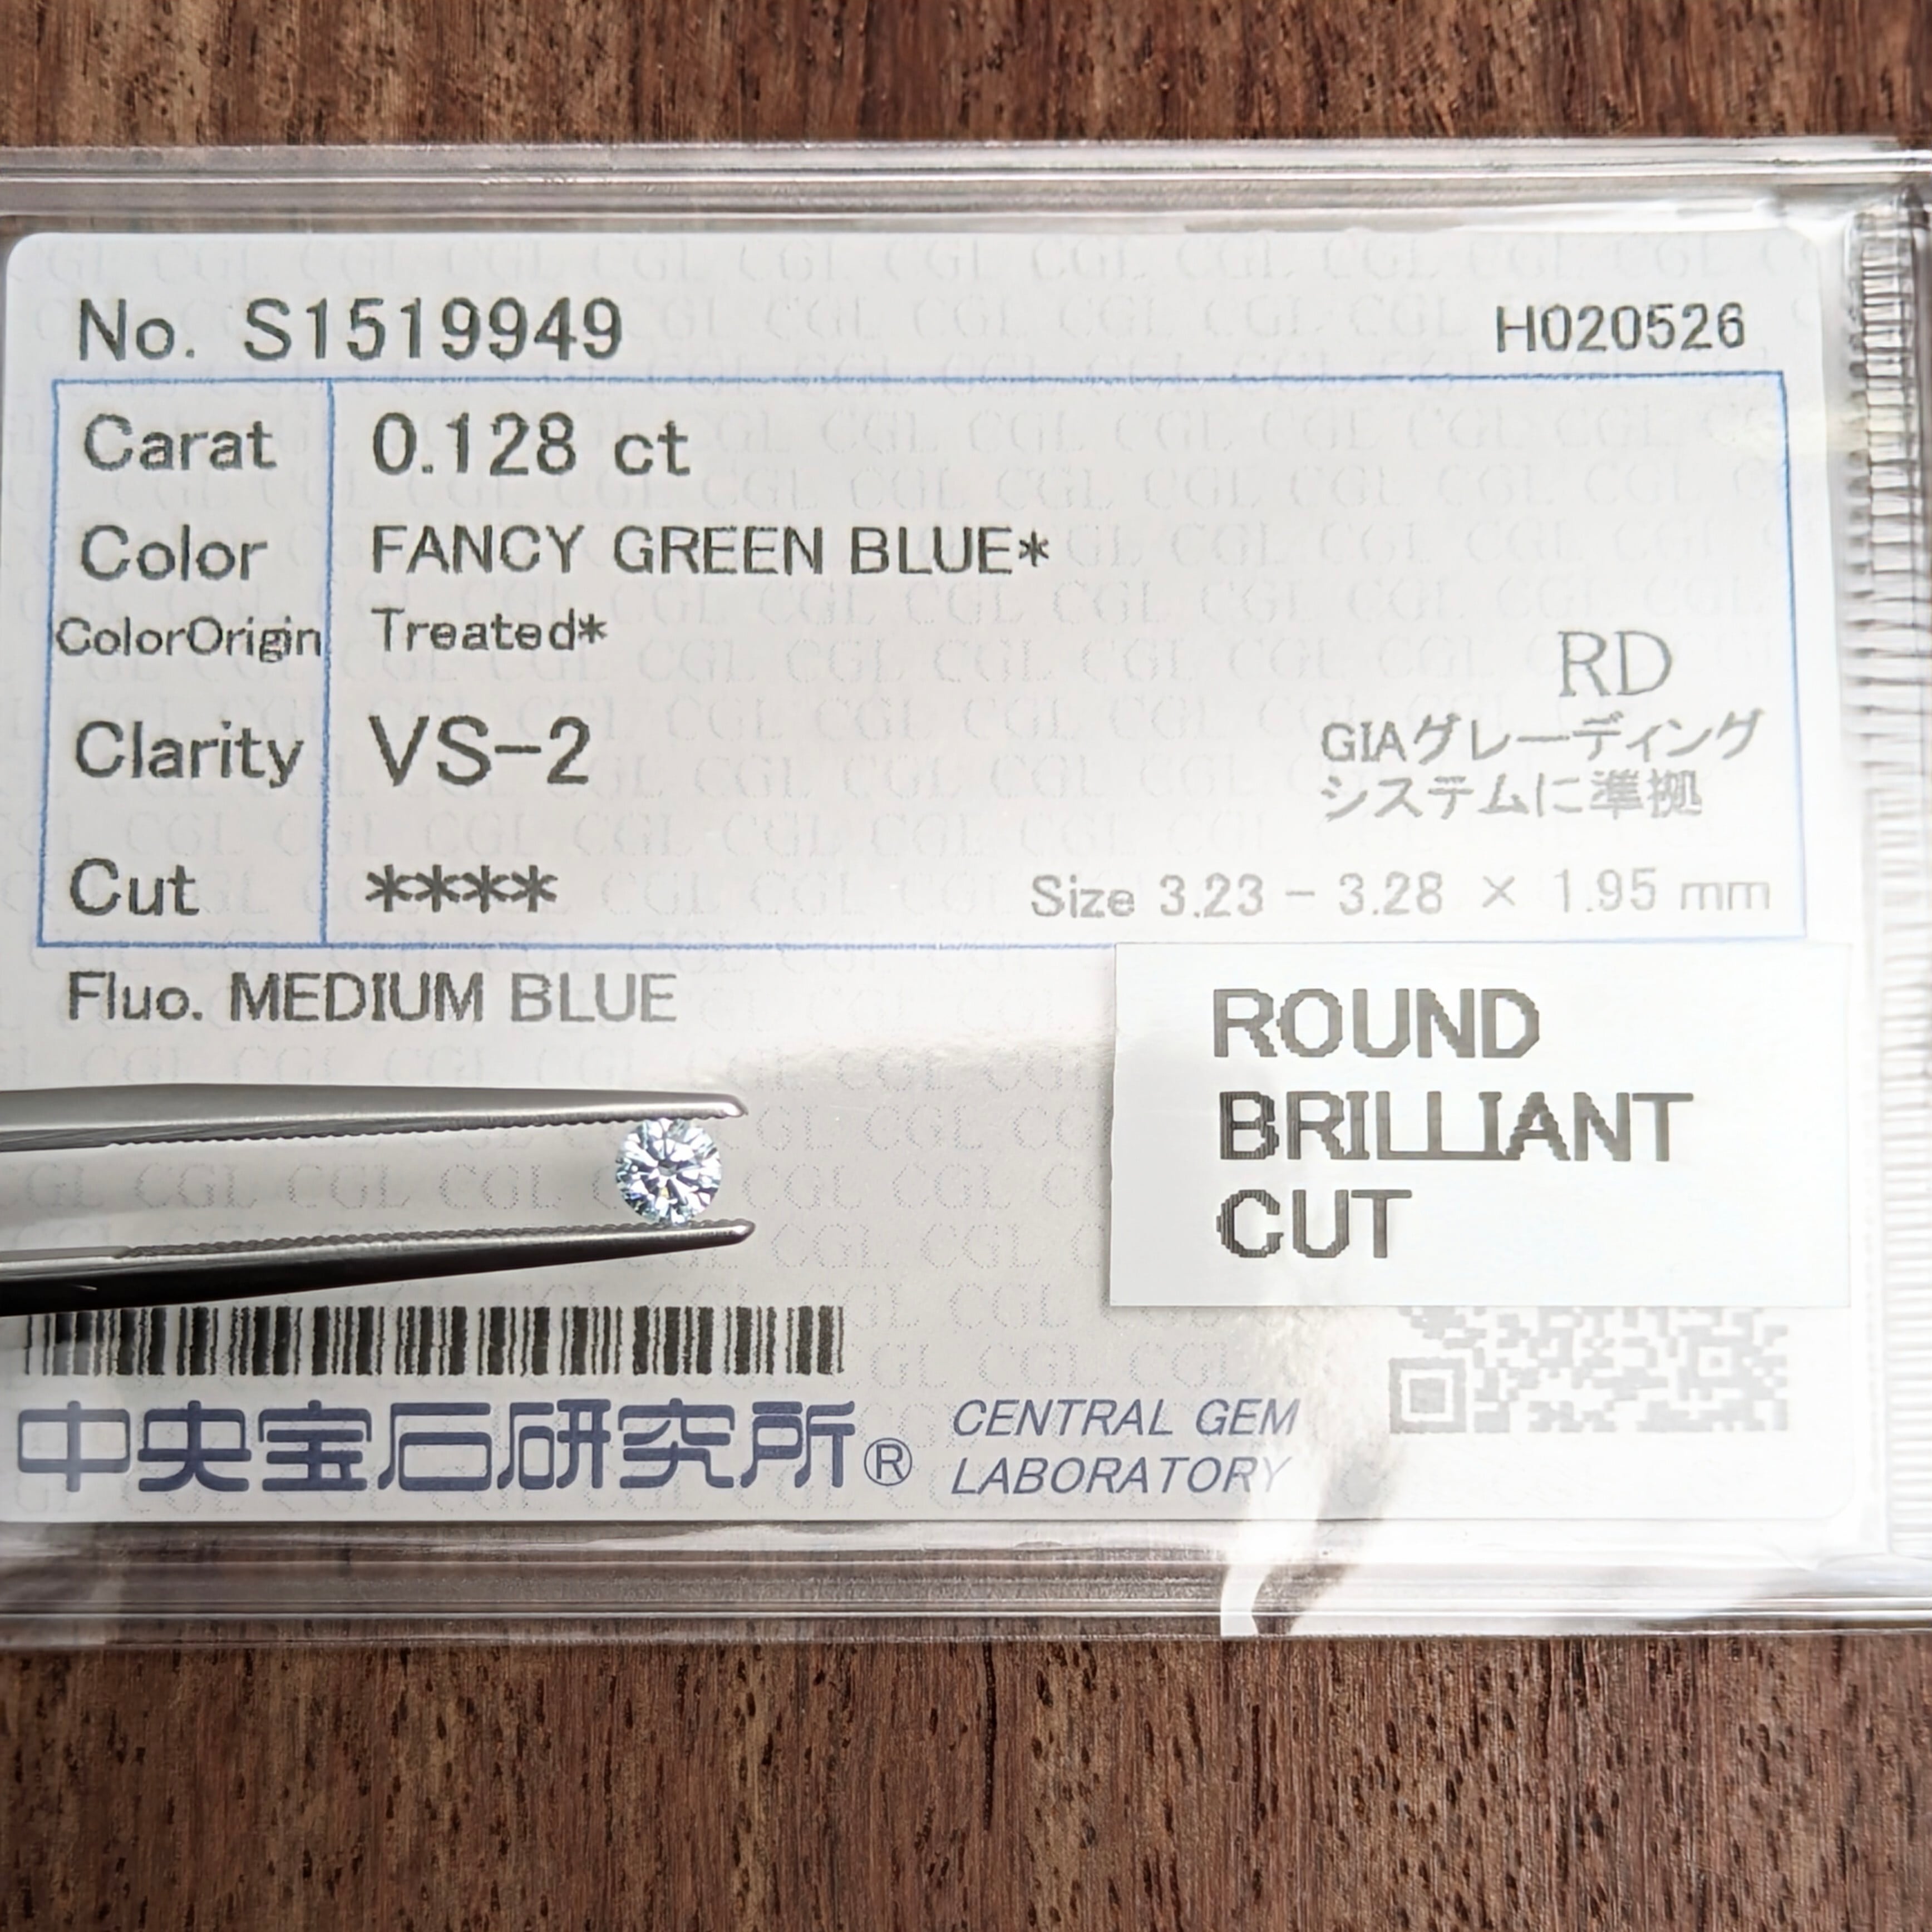 No. S1519949
H020526
Carat 0.128 ct
Color FANCY GREEN BLUE*
ColorOrigin Treated*
RD
Clarity VS-2
GIAグレーディング
システムに準拠
Cut ****
Size 3.23 - 3.28 × 1.95 mm
Fluo. MEDIUM BLUE
ROUND
BRILLIANT
CUT
中央宝石研究所®
CENTRAL GEM
LABORATORY